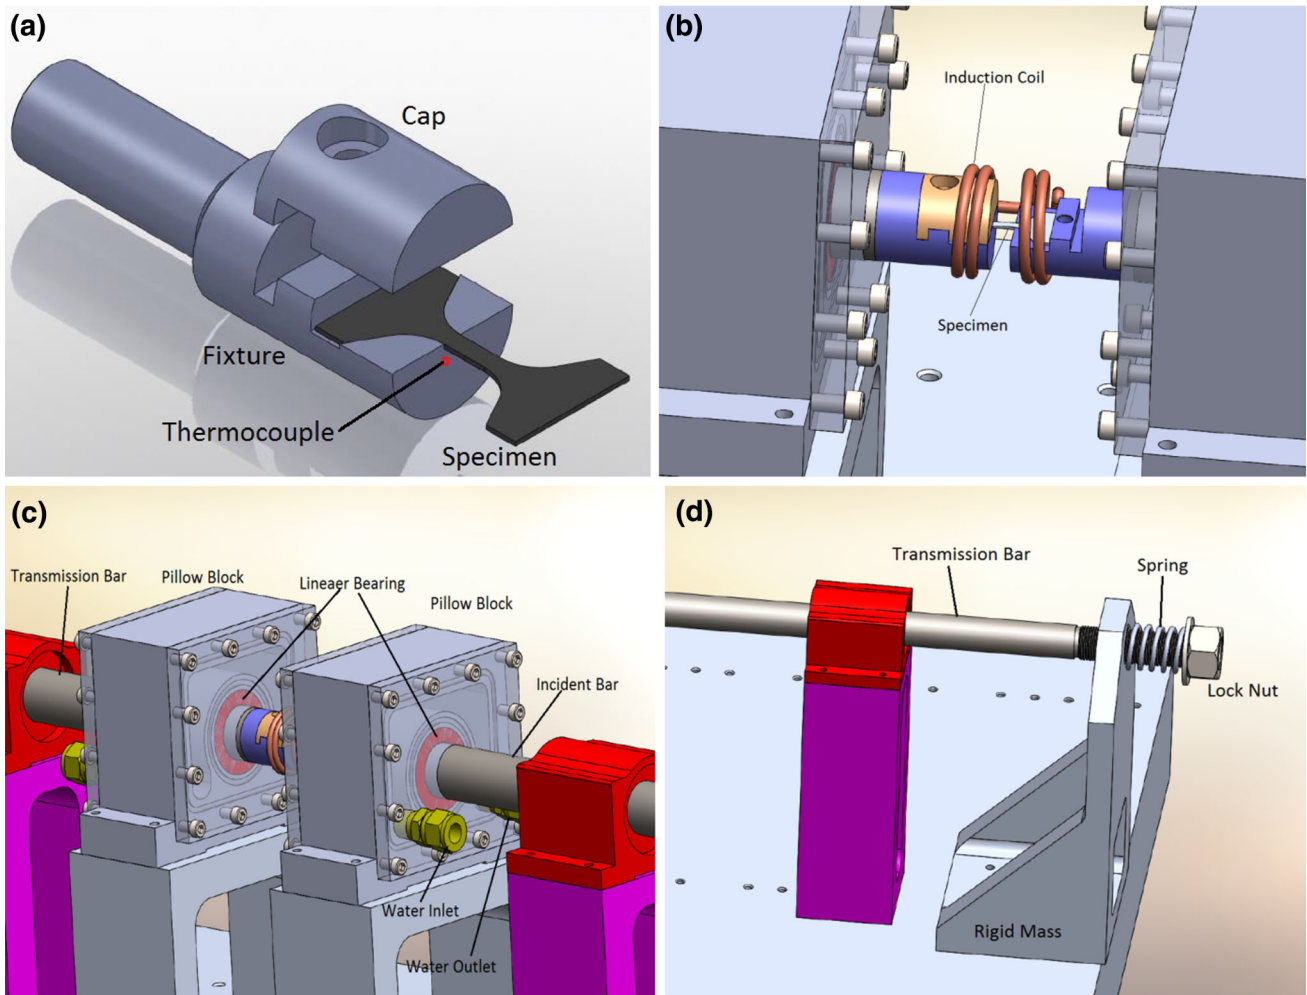 (a)
Cap
Fixture
Thermocouple
Specimen
(b)
Induction Coil
Specimen
(c)
Transmission Bar
Pillow Block
Lineaer Bearing
Pillow Block
Incident Bar
Water Inlet
Water Outlet
(d)
Transmission Bar
Spring
Lock Nut
Rigid Mass